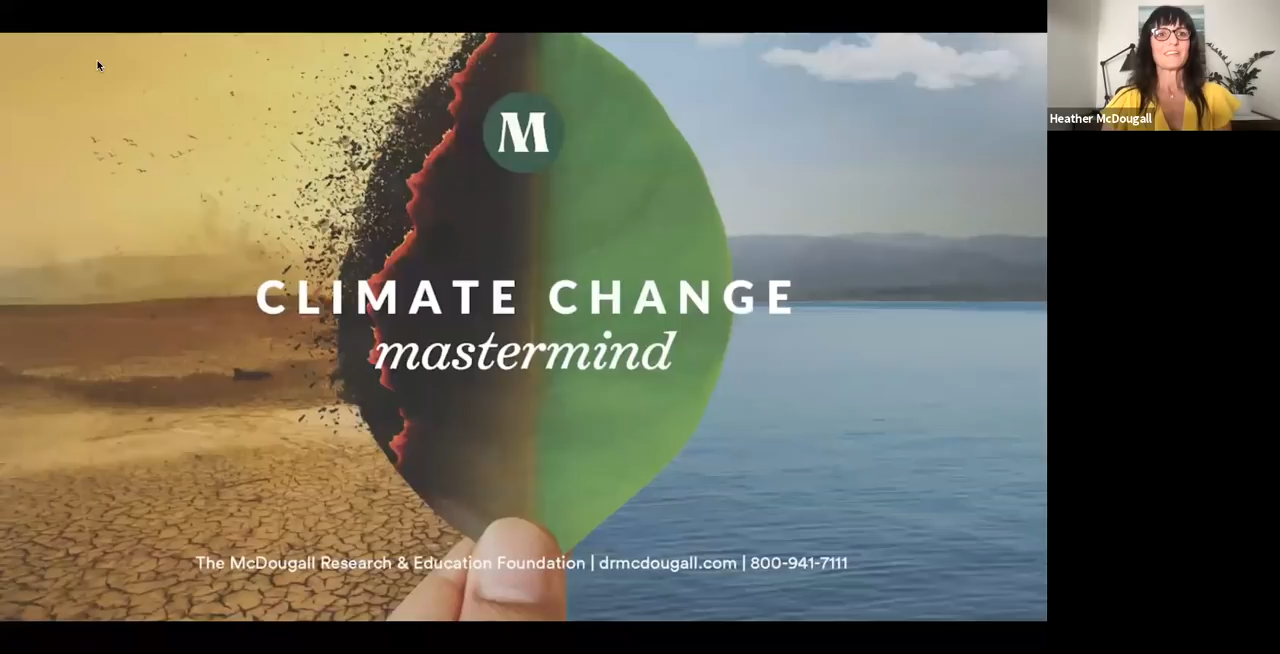 M
CLIMATE CHANGE
mastermind
The McDougall Research & Education Foundation | drmcdougall.com | 800-941-7111
Heather McDougall